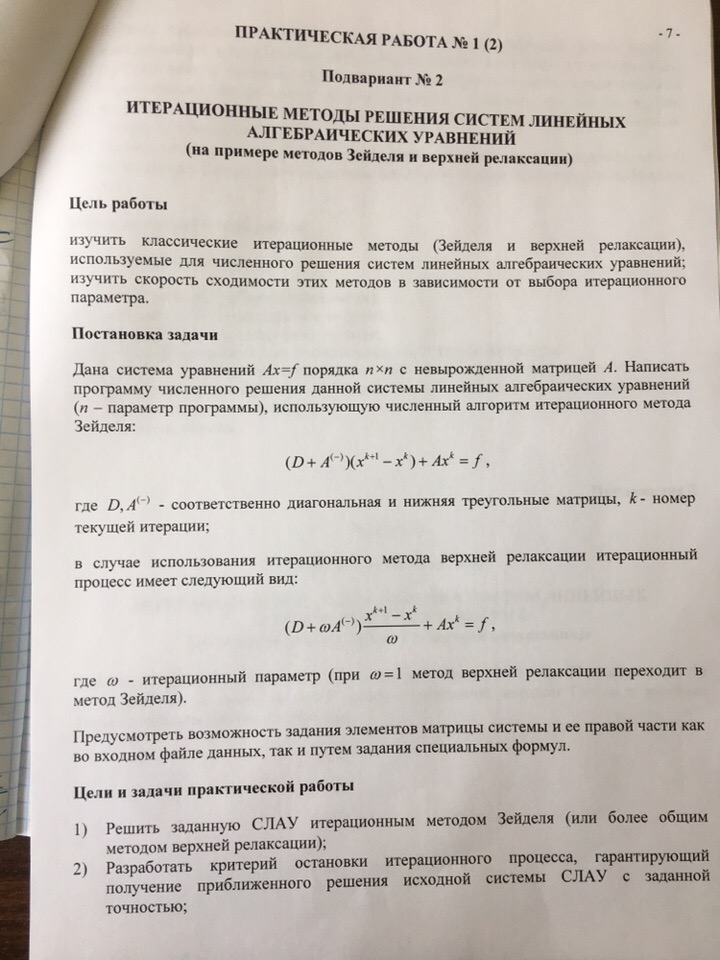 - 7 -
ПРАКТИЧЕСКАЯ РАБОТА № 1 (2)
Подвариант № 2
ИТЕРАЦИОННЫЕ МЕТОДЫ РЕШЕНИЯ СИСТЕМ ЛИНЕЙНЫХ
АЛГЕБРАИЧЕСКИХ УРАВНЕНИЙ
(на примере методов Зейделя и верхней релаксации)
Цель работы
изучить классические итерационные методы (Зейделя и верхней релаксации),
используемые для численного решения систем линейных алгебраических уравнений;
изучить скорость сходимости этих методов в зависимости от выбора итерационного
параметра.
Постановка задачи
Дана система уравнений Ax=f порядка n×n с невырожденной матрицей A. Написать
программу численного решения данной системы линейных алгебраических уравнений
(n – параметр программы), использующую численный алгоритм итерационного метода
Зейделя:
(D + A^(−))(x^{k+1} − x^k) + Ax^k = f ,
где D, A^(−) - соответственно диагональная и нижняя треугольные матрицы, k - номер
текущей итерации;
в случае использования итерационного метода верхней релаксации итерационный
процесс имеет следующий вид:
(D + ωA^(−)) (x^{k+1} − x^k)/ω + Ax^k = f ,
где ω - итерационный параметр (при ω = 1 метод верхней релаксации переходит в
метод Зейделя).
Предусмотреть возможность задания элементов матрицы системы и ее правой части как
во входном файле данных, так и путем задания специальных формул.
Цели и задачи практической работы
1) Решить заданную СЛАУ итерационным методом Зейделя (или более общим
методом верхней релаксации);
2) Разработать критерий остановки итерационного процесса, гарантирующий
получение приближенного решения исходной системы СЛАУ с заданной
точностью;